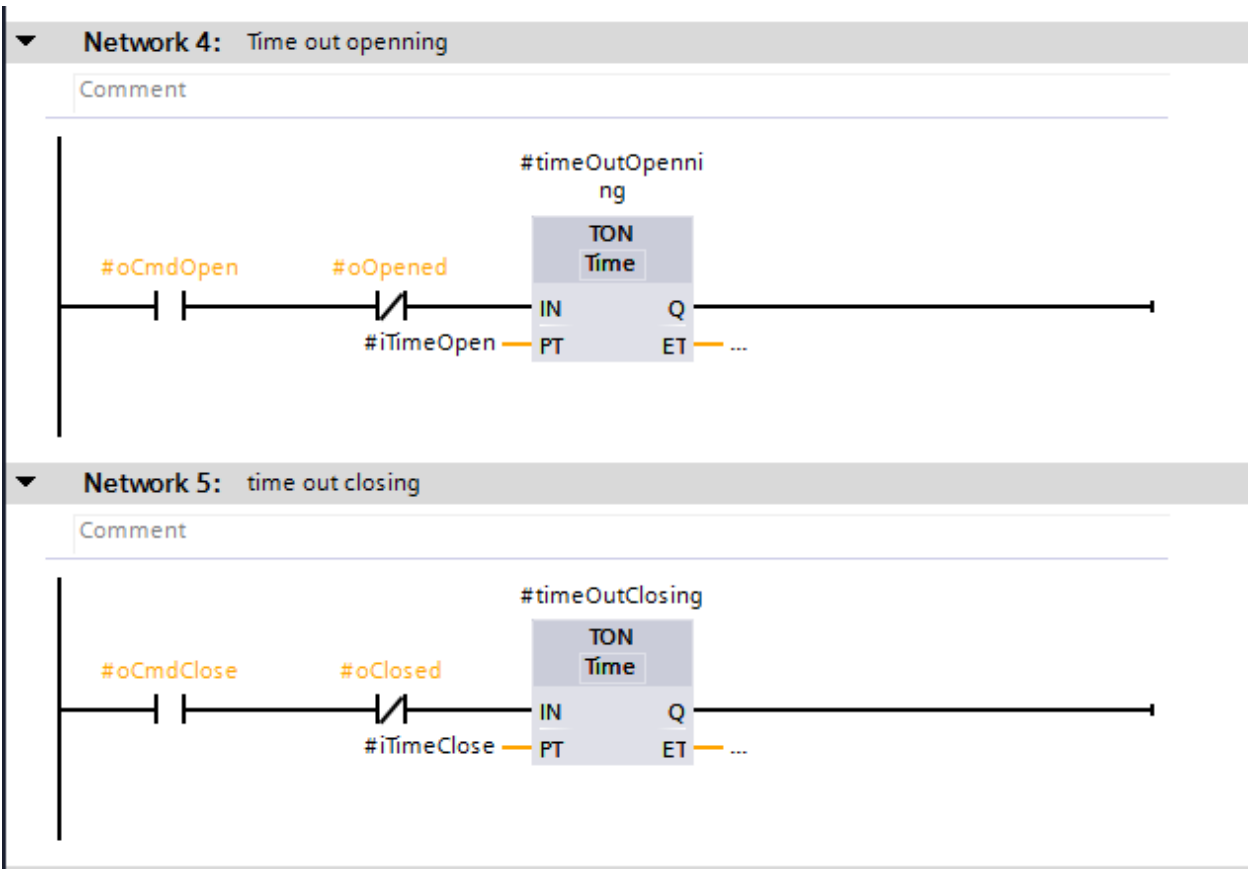 Network 4: Time out openning
Comment
#timeOutOpenni
ng
TON
Time
#oCmdOpen #oOpened
IN Q
#iTimeOpen PT ET ...
Network 5: time out closing
Comment
#timeOutClosing
TON
Time
#oCmdClose #oClosed
IN Q
#iTimeClose PT ET ...